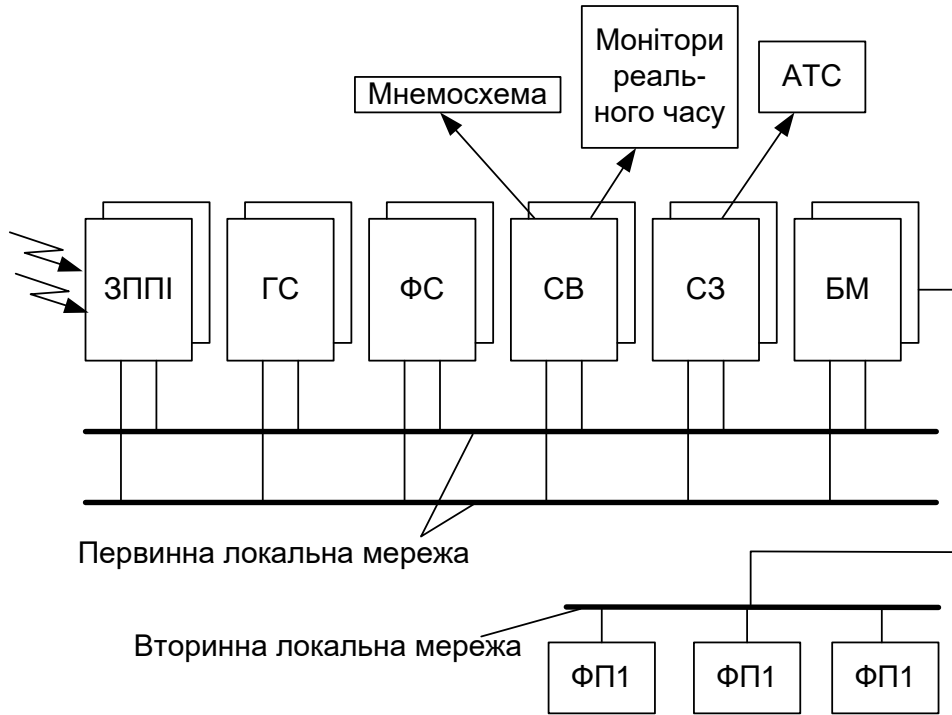 Монітори
реаль-
ного часу
АТС
Мнемосхема
ЗППІ
ГС
ФС
СВ
СЗ
БМ
Первинна локальна мережа
Вторинна локальна мережа
ФП1
ФП1
ФП1